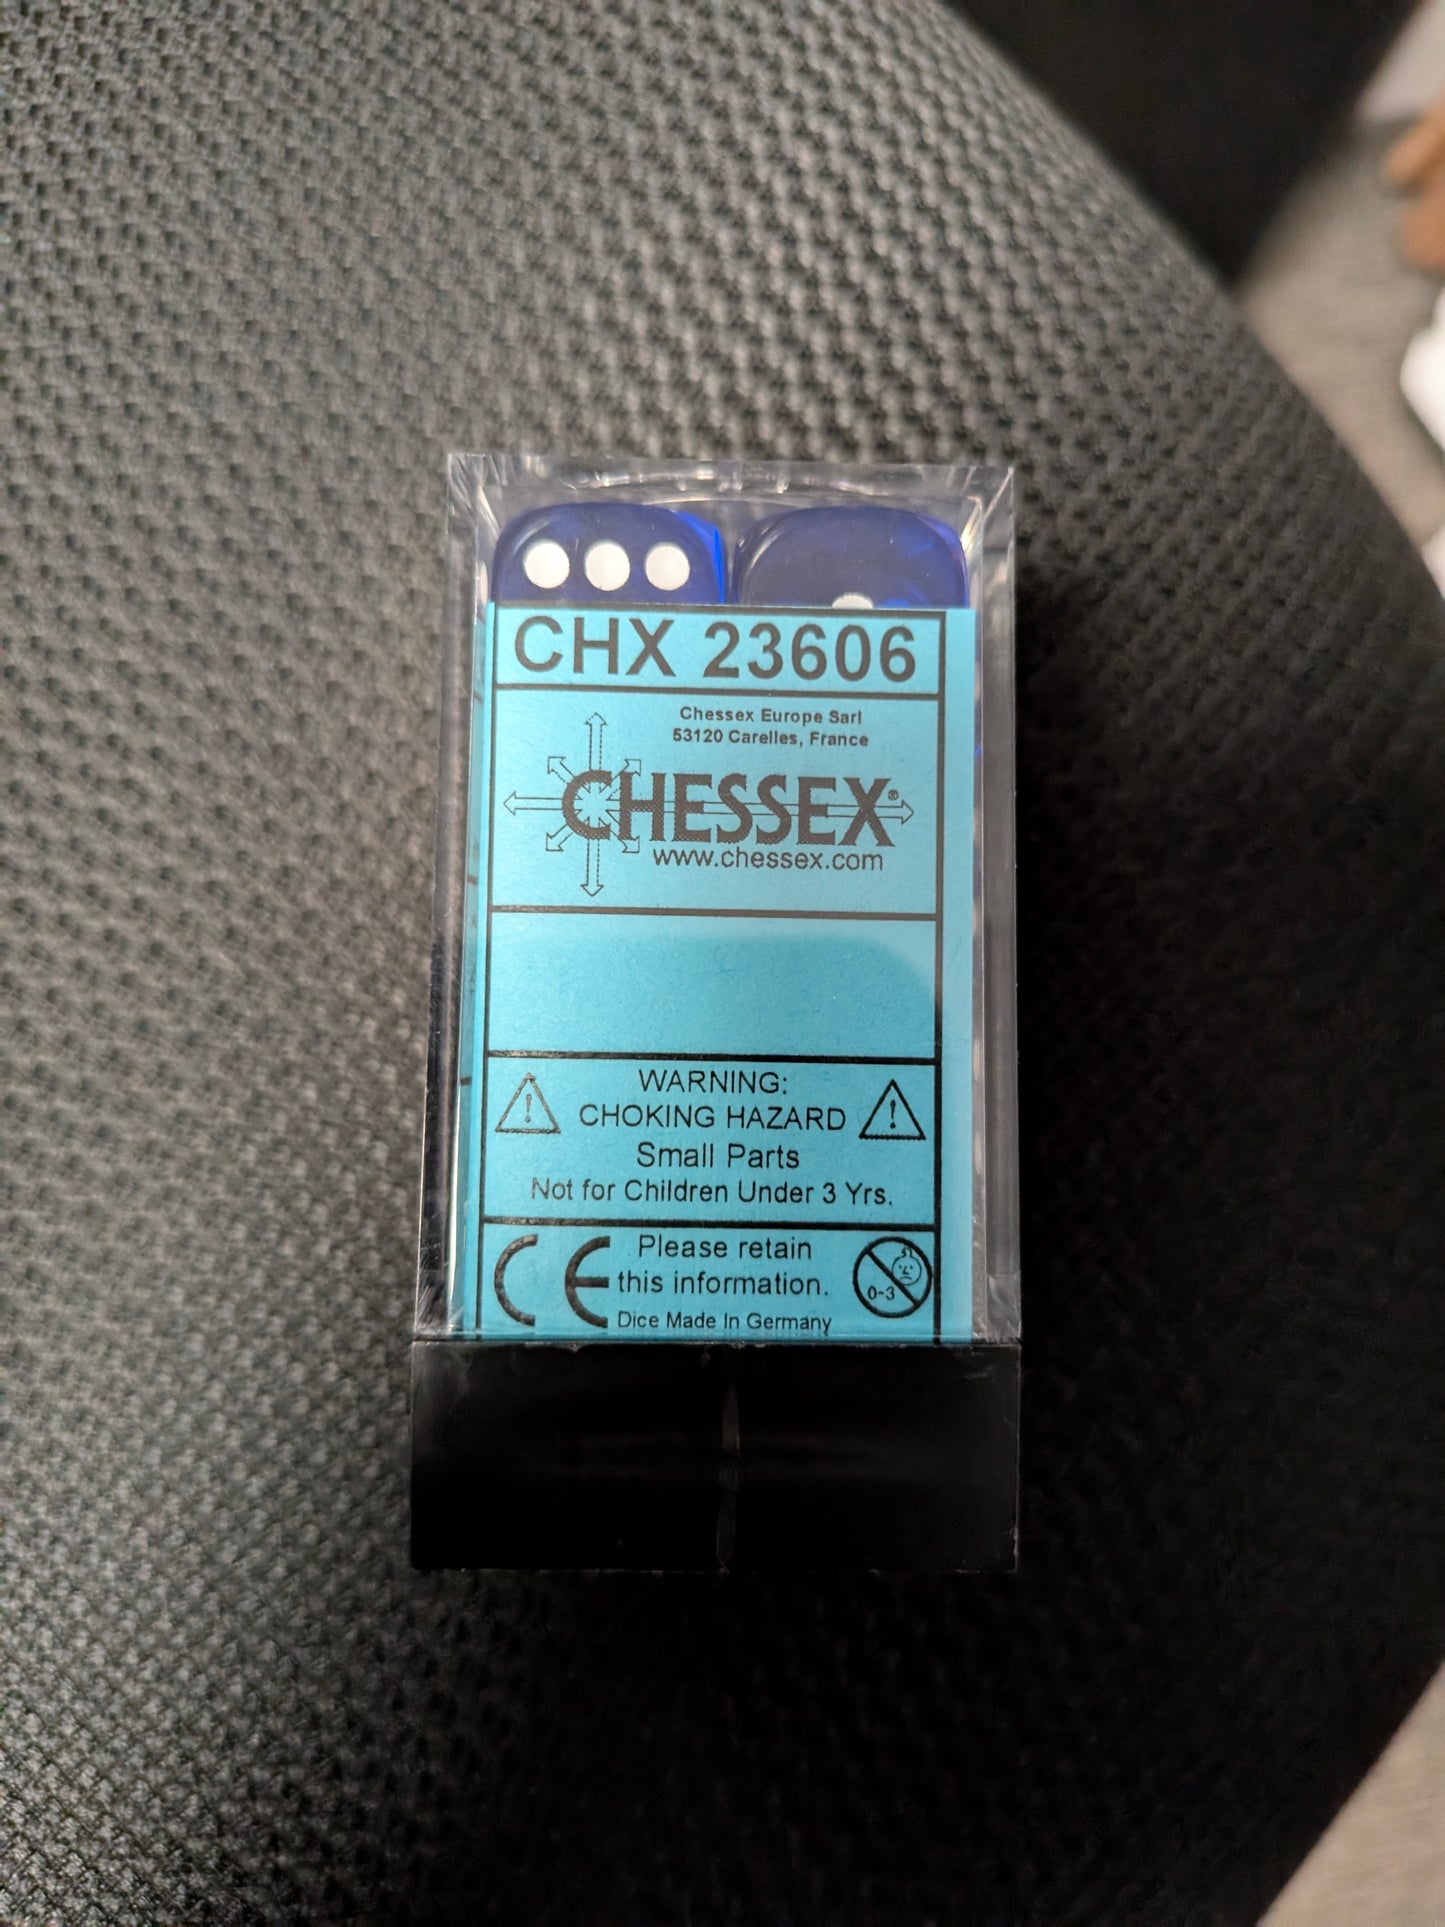 CHX 23606
Chessex Europe Sarl
53120 Carelles, France
CHESSEX®
www.chessex.com
WARNING:
CHOKING HAZARD
Small Parts
Not for Children Under 3 Yrs.
CE
Please retain
this information.
0-3
Dice Made In Germany